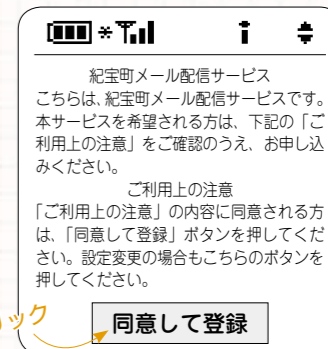 紀宝町メール配信サービス
こちらは、紀宝町メール配信サービスです。
本サービスを希望される方は、下記の「ご
利用上の注意」をご確認のうえ、お申し込
みください。
ご利用上の注意
「ご利用上の注意」の内容に同意される方
は、「同意して登録」ボタンを押してくだ
さい。設定変更の場合もこちらのボタンを
押してください。
同意して登録
ック